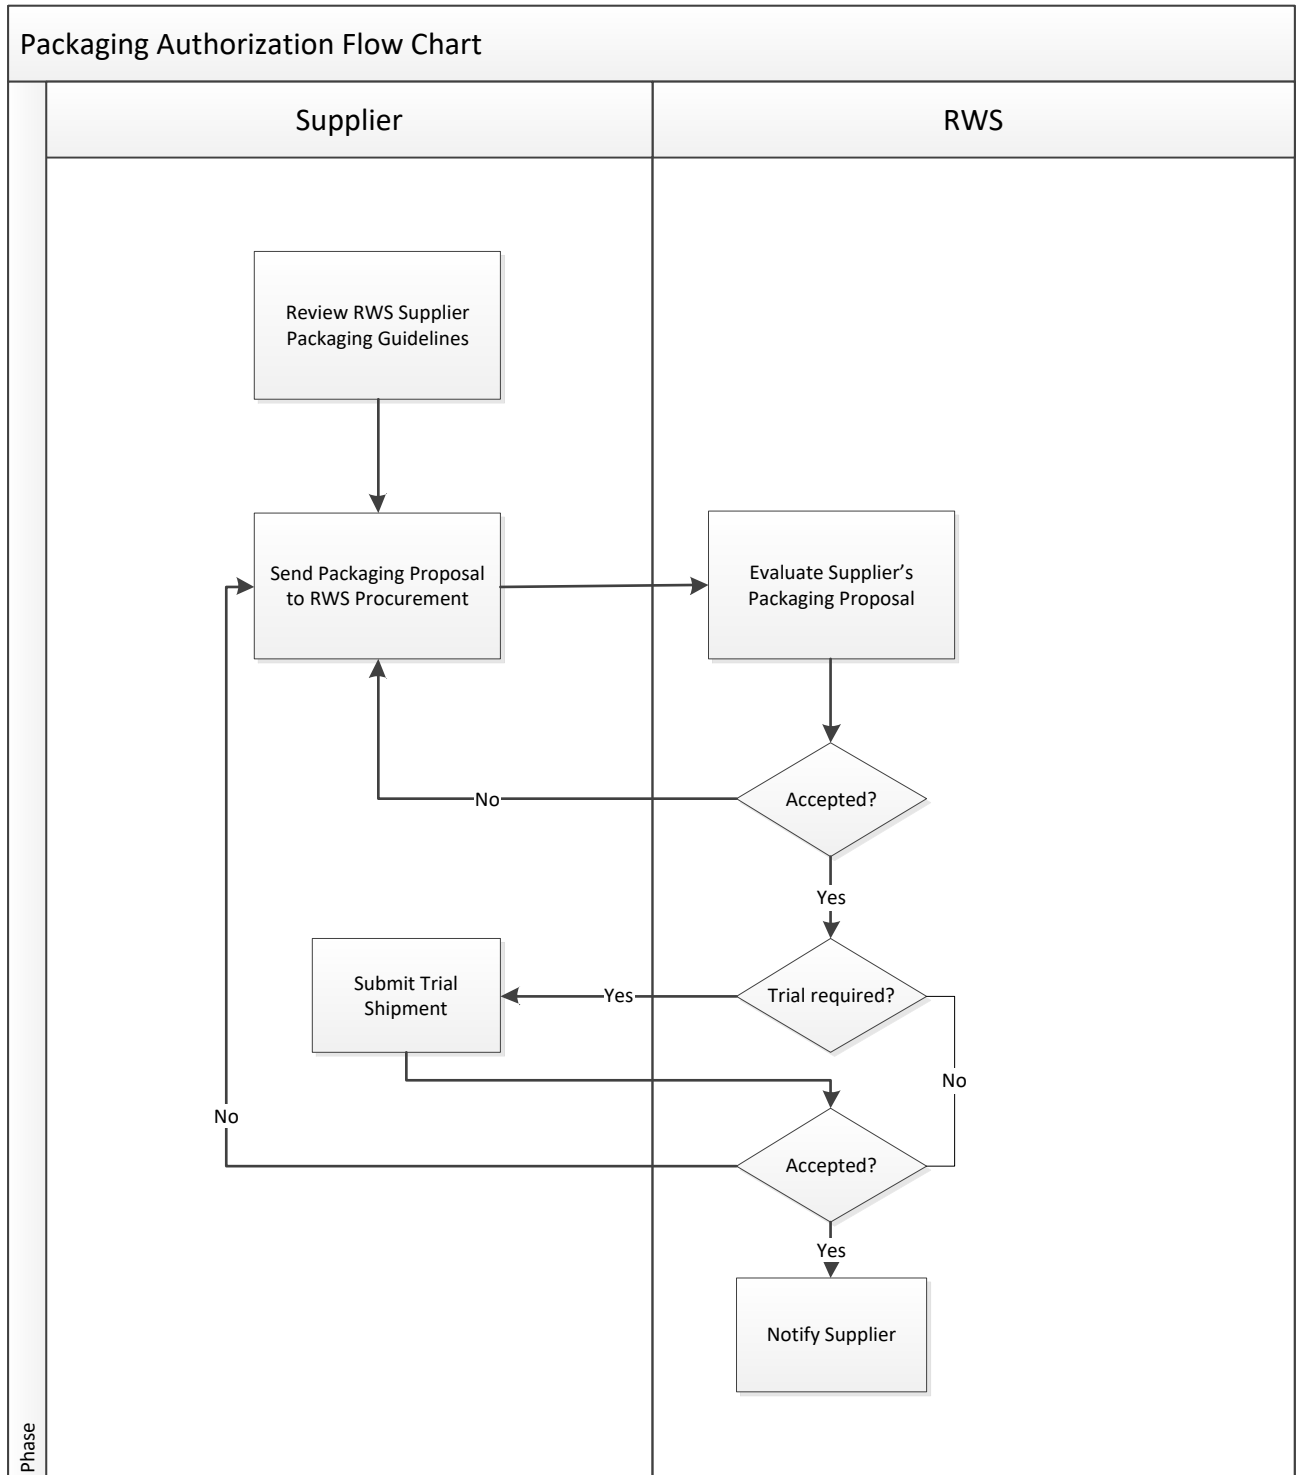 Packaging Authorization Flow Chart
Supplier
RWS
Review RWS Supplier
Packaging Guidelines
Send Packaging Proposal
to RWS Procurement
Evaluate Supplier’s
Packaging Proposal
Accepted?
No
Yes
Submit Trial
Shipment
Yes
Trial required?
No
No
Accepted?
Yes
Notify Supplier
Phase